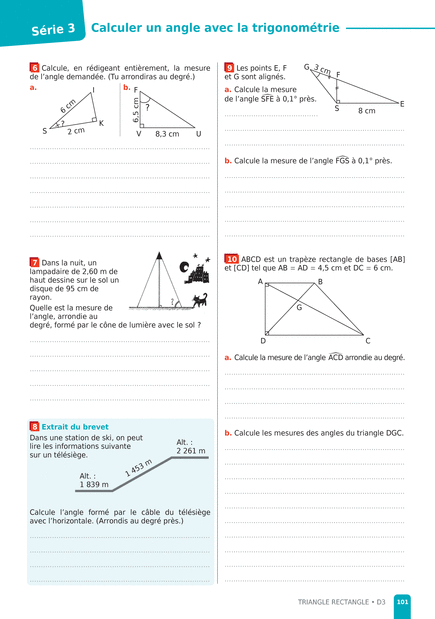 Série 3
Calculer un angle avec la trigonométrie
6 Calcule, en rédigeant entièrement, la mesure
de l'angle demandée. (Tu arrondiras au degré.)
a.
I
6 cm
?
S
2 cm
K
b.
F
6,5 cm
?
V
8,3 cm
U
7 Dans la nuit, un
lampadaire de 2,60 m de
haut dessine sur le sol un
disque de 95 cm de
rayon.
Quelle est la mesure de
l'angle, arrondie au
degré, formé par le cône de lumière avec le sol ?
?
8 Extrait du brevet
Dans une station de ski, on peut
lire les informations suivante
sur un télésiège.
Alt. :
2 261 m
1 453 m
Alt. :
1 839 m
Calcule l'angle formé par le câble du télésiège
avec l'horizontale. (Arrondis au degré près.)
9 Les points E, F
et G sont alignés.
a. Calcule la mesure
de l'angle SFE à 0,1° près.
G
3 cm
F
S
8 cm
E
b. Calcule la mesure de l'angle FGS à 0,1° près.
10 ABCD est un trapèze rectangle de bases [AB]
et [CD] tel que AB = AD = 4,5 cm et DC = 6 cm.
A
B
G
D
C
a. Calcule la mesure de l'angle ACD arrondie au degré.
b. Calcule les mesures des angles du triangle DGC.
TRIANGLE RECTANGLE • D3
101